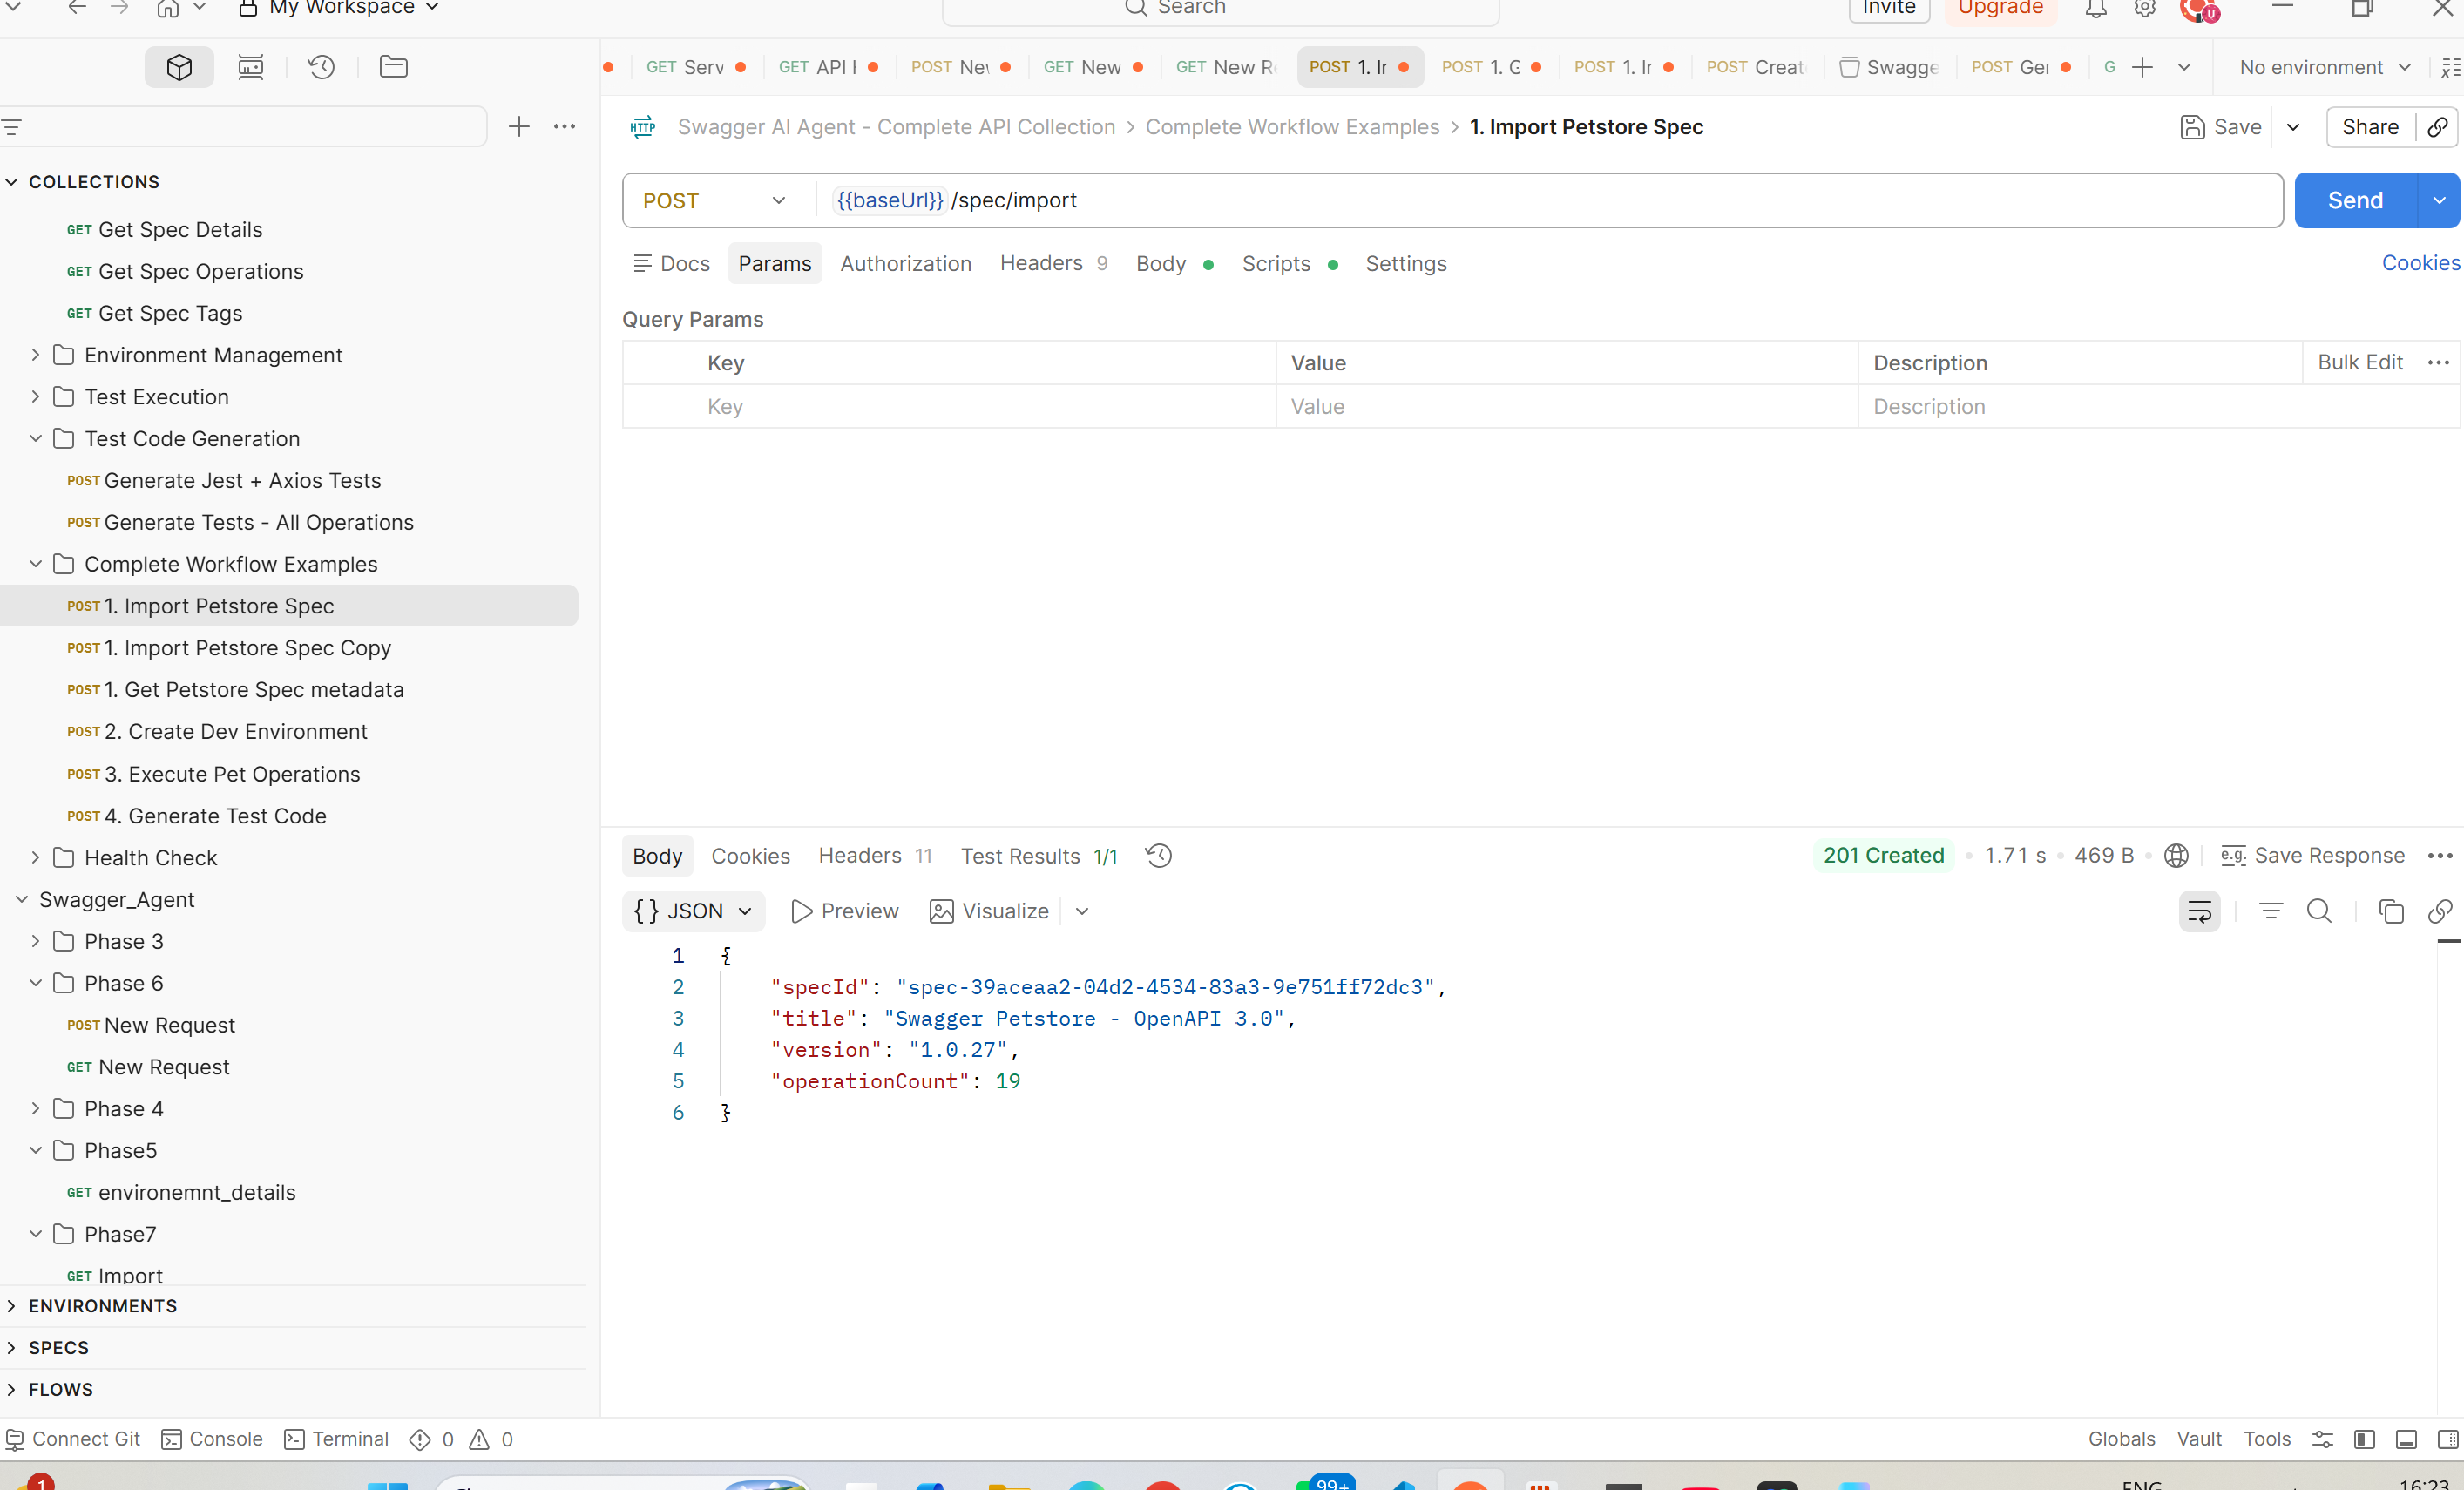 My Workspace
Search
Invite
Upgrade
U
GET Serv
GET API
POST Ne
GET New
GET New Re
POST 1. Ir
POST 1. G
POST 1. Ir
POST Creat
Swagge
POST Ger
G
No environment
Swagger AI Agent - Complete API Collection > Complete Workflow Examples > 1. Import Petstore Spec
Save
Share
COLLECTIONS
HTTP
POST
{{baseUrl}} /spec/import
Send
GET Get Spec Details
GET Get Spec Operations
GET Get Spec Tags
Environment Management
Test Execution
Test Code Generation
POST Generate Jest + Axios Tests
POST Generate Tests - All Operations
Complete Workflow Examples
POST 1. Import Petstore Spec
POST 1. Import Petstore Spec Copy
POST 1. Get Petstore Spec metadata
POST 2. Create Dev Environment
POST 3. Execute Pet Operations
POST 4. Generate Test Code
Health Check
Swagger_Agent
Phase 3
Phase 6
POST New Request
GET New Request
Phase 4
Phase5
GET environemnt_details
Phase7
GET Import
ENVIRONMENTS
SPECS
FLOWS
Docs
Params
Authorization
Headers 9
Body
Scripts
Settings
Cookies
Query Params
Key Value Description Bulk Edit
Key Value Description
Body
Cookies
Headers 11
Test Results 1/1
201 Created
1.71 s
469 B
e.g. Save Response
{ } JSON
Preview
Visualize
1 {
2 "specId": "spec-39aceaa2-04d2-4534-83a3-9e751ff72dc3",
3 "title": "Swagger Petstore - OpenAPI 3.0",
4 "version": "1.0.27",
5 "operationCount": 19
6 }
Connect Git
Console
Terminal
0
0
Globals
Vault
Tools
1
99+
ENG
16:23